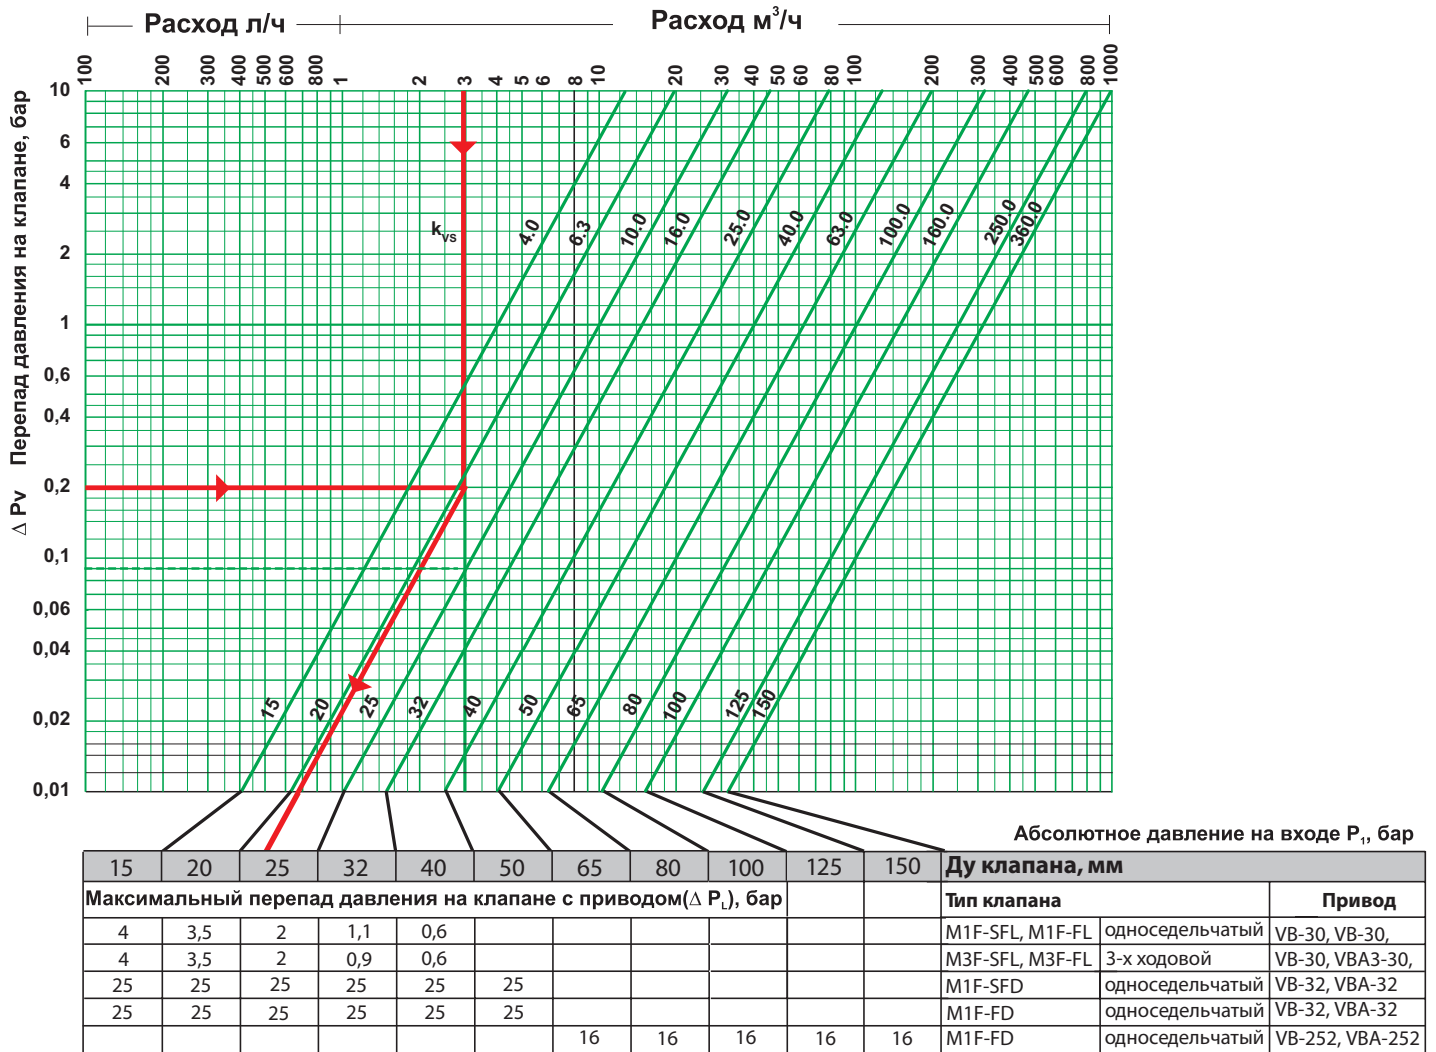 Расход л/ч
Расход м³/ч
100 200 300 400 500 600 800 1 2 3 4 5 6 8 10 20 30 40 50 60 80 100 200 300 400 600 800 1000
Δ Pv Перепад давления на клапане, бар
10
6
4
2
1
0,6
0,4
0,2
0,1
0,06
0,04
0,02
0,01
kvs
4.0 6.3 10.0 16.0 25.0 40.0 63.0 100.0 160.0 250.0 360.0
15 20 25 32 40 50 65 80 100 125 150
Абсолютное давление на входе P₁, бар
15 20 25 32 40 50 65 80 100 125 150 Ду клапана, мм
Максимальный перепад давления на клапане с приводом(Δ PL), бар Тип клапана Привод
4 3,5 2 1,1 0,6 M1F-SFL, M1F-FL односедельчатый VB-30, VB-30,
4 3,5 2 0,9 0,6 M3F-SFL, M3F-FL 3-х ходовой VB-30, VBA3-30,
25 25 25 25 25 25 M1F-SFD односедельчатый VB-32, VBA-32
25 25 25 25 25 25 M1F-FD односедельчатый VB-32, VBA-32
16 16 16 16 16 M1F-FD односедельчатый VB-252, VBA-252